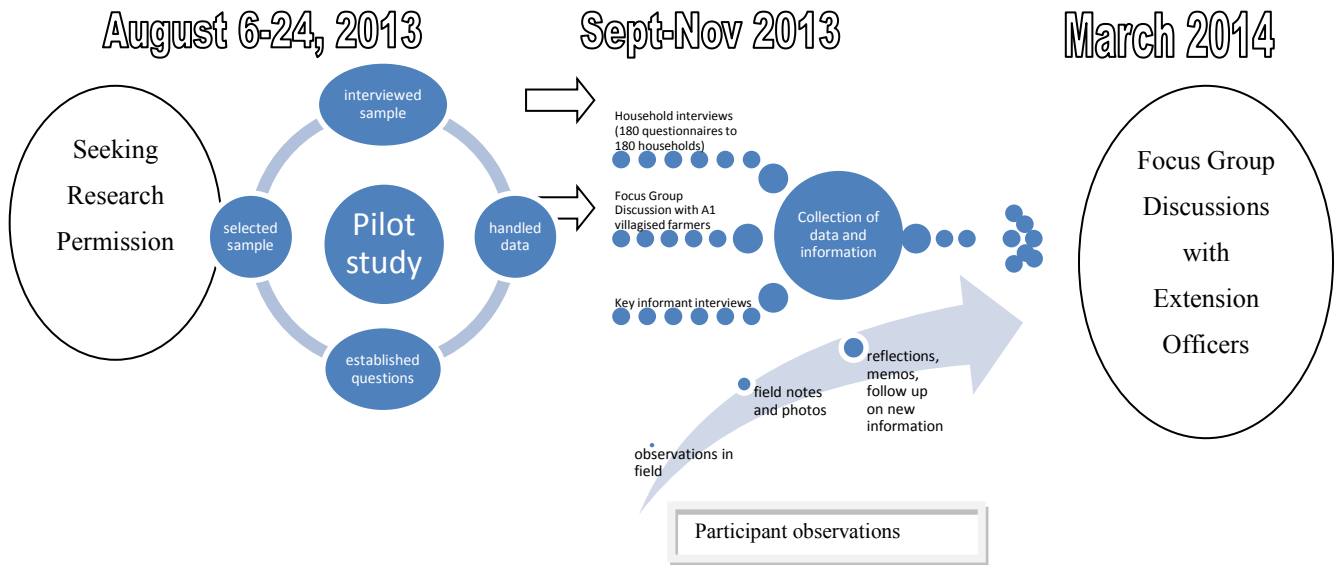 August 6-24, 2013
Sept-Nov 2013
March 2014
Seeking
Research
Permission
interviewed
sample
selected
sample
Pilot
study
handled
data
established
questions
Household interviews
(180 questionnaires to
180 households)
Focus Group
Discussion with A1
villagised farmers
Key informant interviews
Collection of
data and
information
observations in
field
field notes
and photos
reflections,
memos,
follow up
on new
information
Participant observations
Focus Group
Discussions
with
Extension
Officers